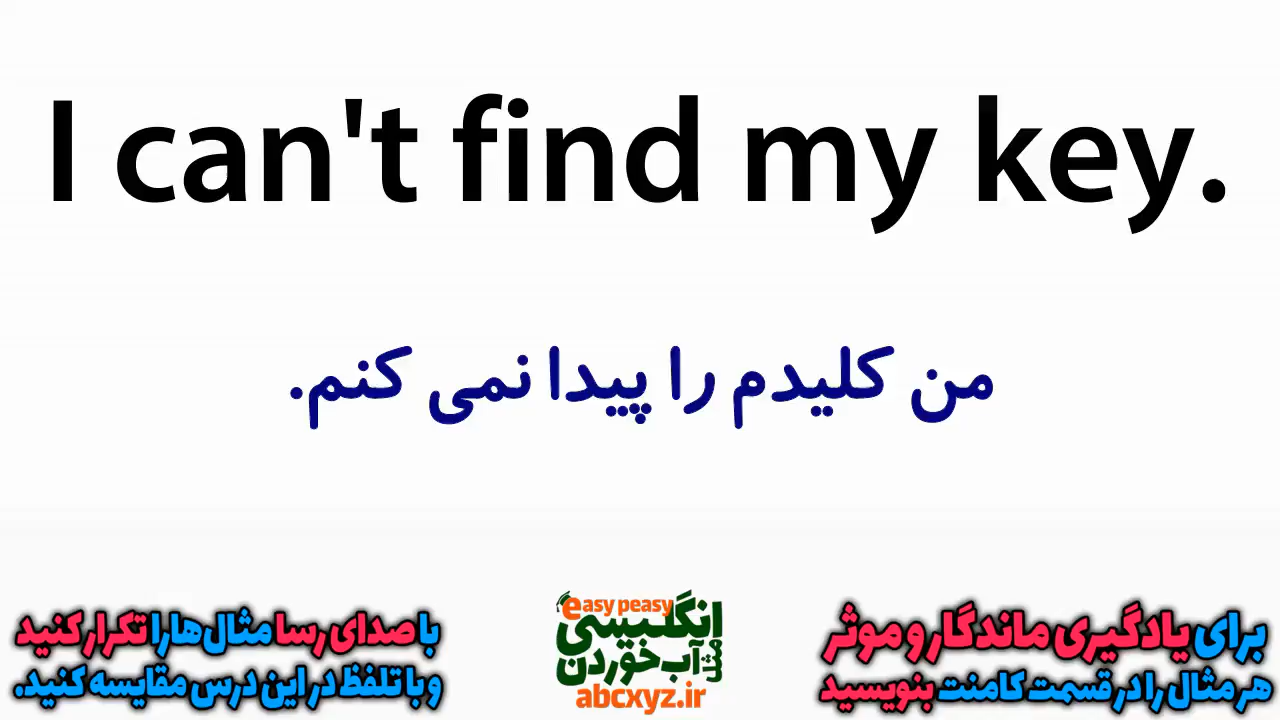 I can't find my key.
من کلیدم را پیدا نمی کنم.
برای یادگیری ماندگار و موثر
هر مثال را در قسمت کامنت بنویسید
easy peasy
انگلیسی
مثل آب خوردن
abcxyz.ir
با صدای رسا مثال‌ها را تکرار کنید
و با تلفظ در این درس مقایسه کنید.